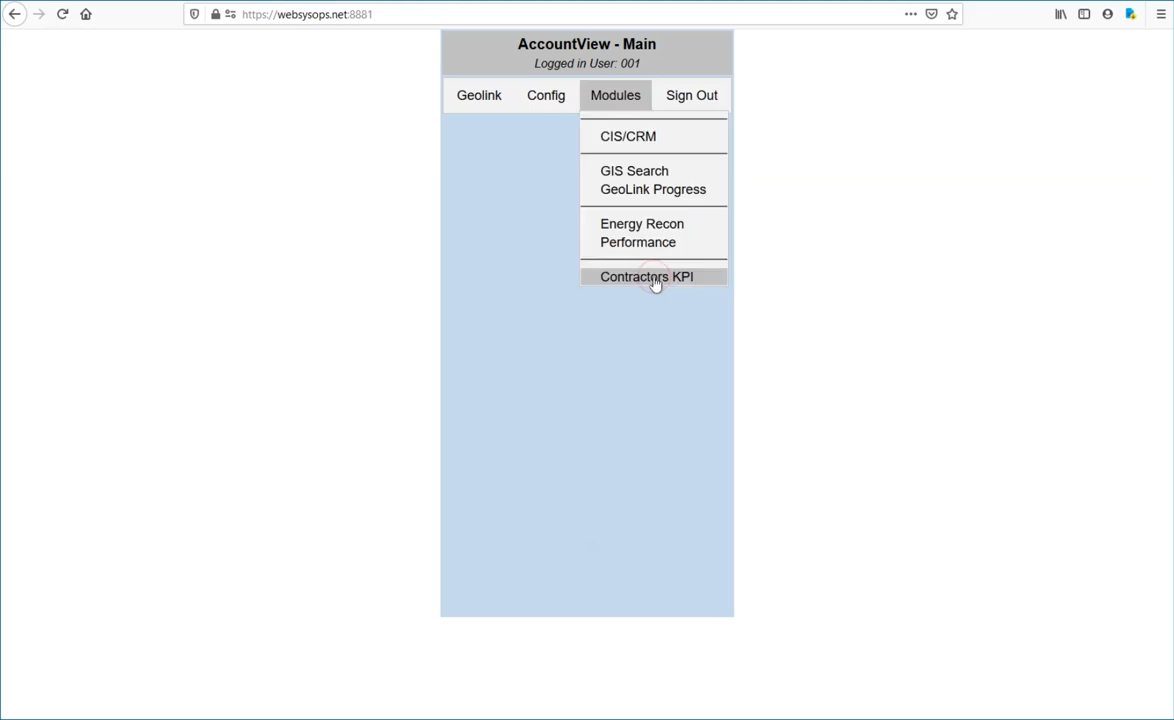 https://websysops.net:8881
AccountView - Main
Logged in User: 001
Geolink Config Modules Sign Out
CIS/CRM
GIS Search
GeoLink Progress
Energy Recon
Performance
Contractors KPI